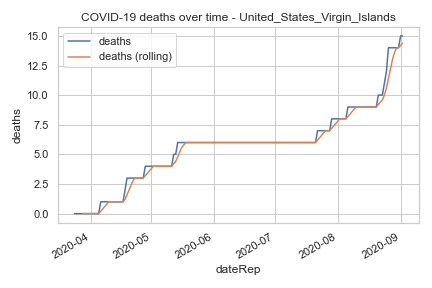 COVID-19 deaths over time - United_States_Virgin_Islands
deaths
deaths (rolling)
deaths
15.0
12.5
10.0
7.5
5.0
2.5
0.0
2020-04
2020-05
2020-06
2020-07
2020-08
2020-09
dateRep